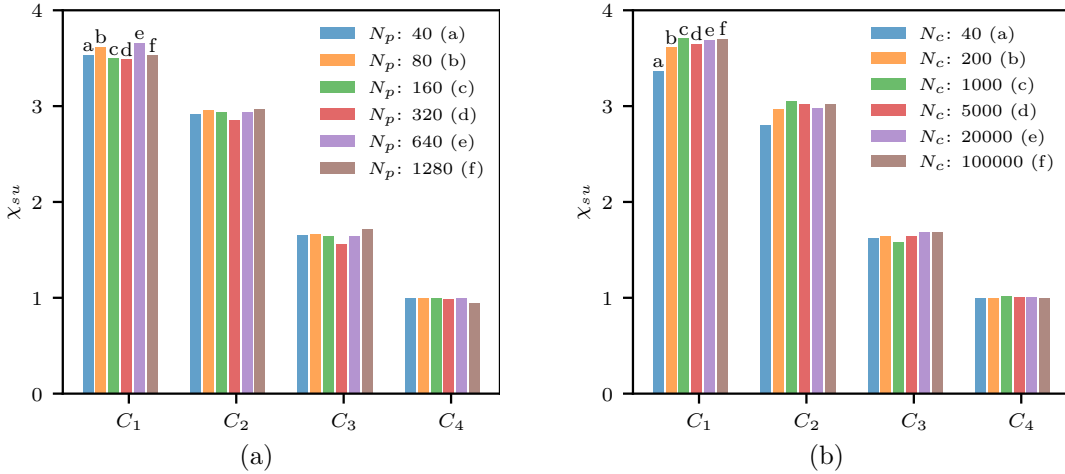 4
3
2
1
0
χ_su
a b c d e f
N_p: 40 (a)
N_p: 80 (b)
N_p: 160 (c)
N_p: 320 (d)
N_p: 640 (e)
N_p: 1280 (f)
C_1 C_2 C_3 C_4
(a)
4
3
2
1
0
χ_su
a b c d e f
N_c: 40 (a)
N_c: 200 (b)
N_c: 1000 (c)
N_c: 5000 (d)
N_c: 20000 (e)
N_c: 100000 (f)
C_1 C_2 C_3 C_4
(b)